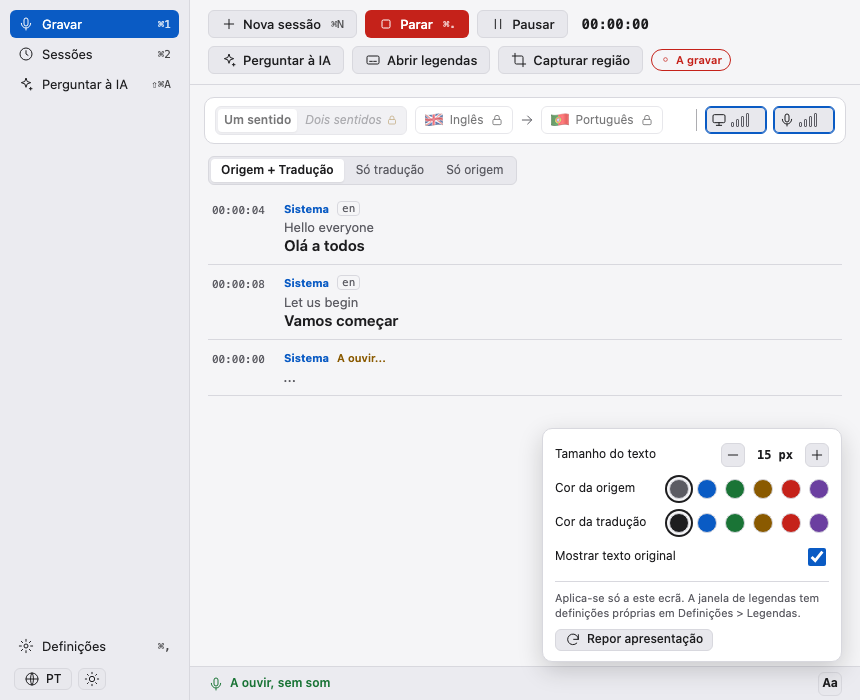 Gravar ⌘1
Sessões ⌘2
Perguntar à IA ⇧⌘A
Nova sessão ⌘N
Parar ⌘.
Pausar
00:00:00
Perguntar à IA
Abrir legendas
Capturar região
A gravar
Um sentido
Dois sentidos
Inglês
Português
Origem + Tradução
Só tradução
Só origem
00:00:04 Sistema en
Hello everyone
Olá a todos
00:00:08 Sistema en
Let us begin
Vamos começar
00:00:00 Sistema A ouvir...
...
Tamanho do texto
15 px
Cor da origem
Cor da tradução
Mostrar texto original
Aplica-se só a este ecrã. A janela de legendas tem
definições próprias em Definições > Legendas.
Repor apresentação
Definições ⌘,
PT
A ouvir, sem som
Aa